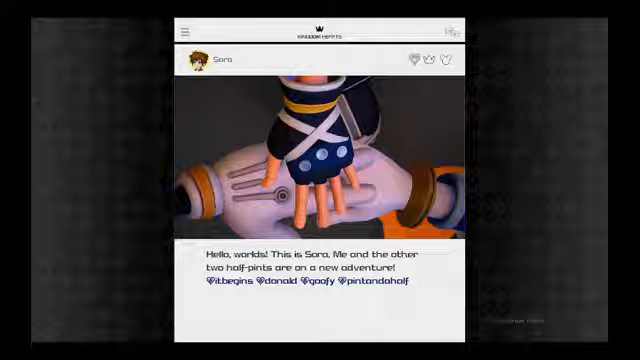 KINGDOM HEARTS
Sora
Hello, worlds! This is Sora. Me and the other
two half-pints are on a new adventure!
itbegins donald goofy pintandahalf